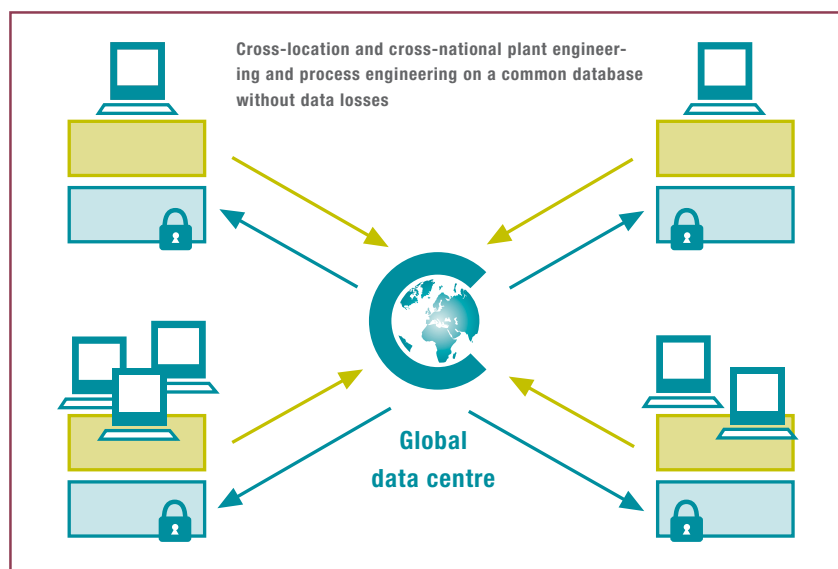 Cross-location and cross-national plant engineer-
ing and process engineering on a common database
without data losses
Global
data centre